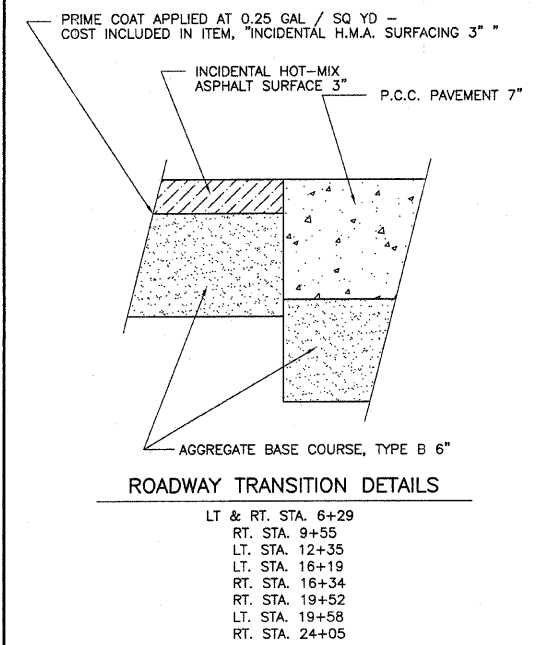 PRIME COAT APPLIED AT 0.25 GAL / SQ YD –
COST INCLUDED IN ITEM, "INCIDENTAL H.M.A. SURFACING 3" "
INCIDENTAL HOT-MIX
ASPHALT SURFACE 3"
P.C.C. PAVEMENT 7"
AGGREGATE BASE COURSE, TYPE B 6"
ROADWAY TRANSITION DETAILS
LT & RT. STA. 6+29
RT. STA. 9+55
LT. STA. 12+35
LT. STA. 16+19
RT. STA. 16+34
RT. STA. 19+52
LT. STA. 19+58
RT. STA. 24+05